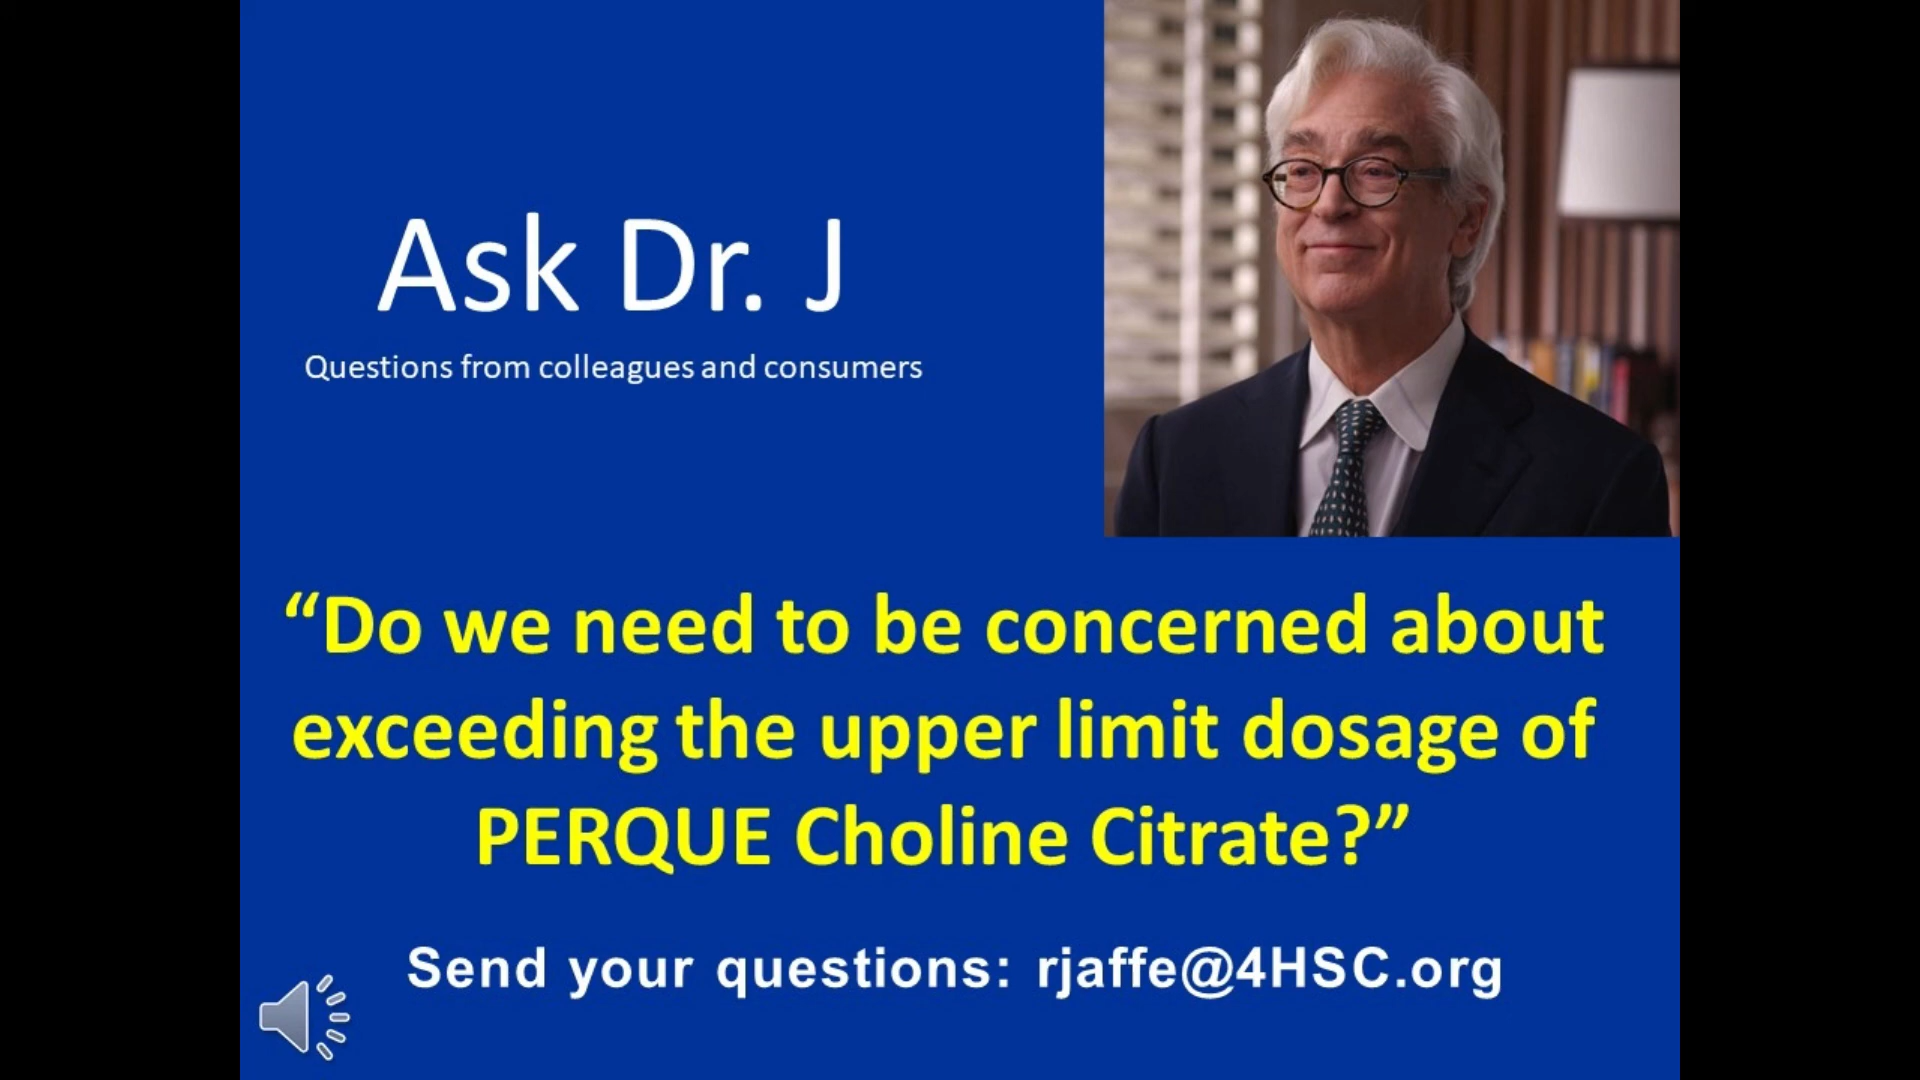 Ask Dr. J
Questions from colleagues and consumers
“Do we need to be concerned about
exceeding the upper limit dosage of
PERQUE Choline Citrate?”
Send your questions: rjaffe@4HSC.org